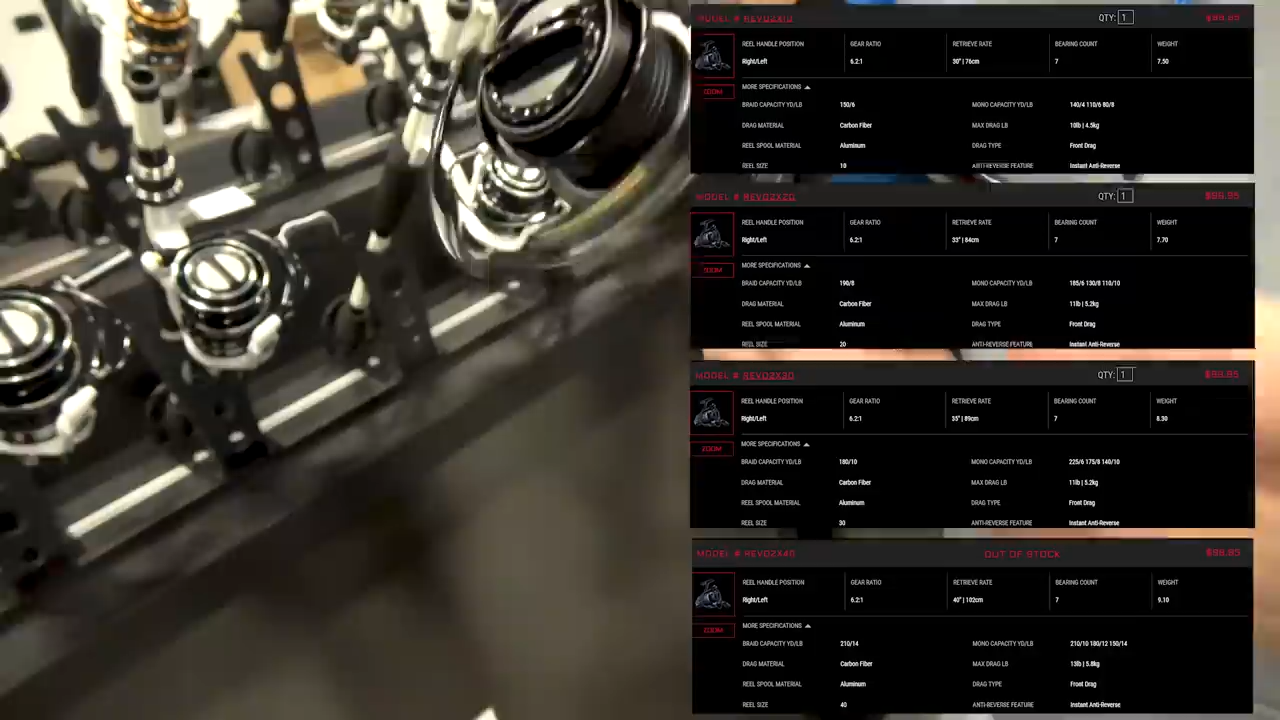 MODEL # REVO2X10 QTY: 1
REEL HANDLE POSITION GEAR RATIO RETRIEVE RATE BEARING COUNT WEIGHT
Right/Left 6.2:1 30" | 76cm 7 7.50
ZOOM
MORE SPECIFICATIONS
BRAID CAPACITY YD/LB 150/6 MONO CAPACITY YD/LB 140/4 110/6 80/8
DRAG MATERIAL Carbon Fiber MAX DRAG LB 10lb | 4.5kg
REEL SPOOL MATERIAL Aluminum DRAG TYPE Front Drag
REEL SIZE 10 ANTI-REVERSE FEATURE Instant Anti-Reverse
MODEL # REVO2X20 QTY: 1 $99.95
REEL HANDLE POSITION GEAR RATIO RETRIEVE RATE BEARING COUNT WEIGHT
Right/Left 6.2:1 33" | 84cm 7 7.70
MORE SPECIFICATIONS
ZOOM
BRAID CAPACITY YD/LB 190/8 MONO CAPACITY YD/LB 185/6 130/8 110/10
DRAG MATERIAL Carbon Fiber MAX DRAG LB 11lb | 5.2kg
REEL SPOOL MATERIAL Aluminum DRAG TYPE Front Drag
REEL SIZE 20 ANTI-REVERSE FEATURE Instant Anti-Reverse
MODEL # REVO2X30 QTY: 1 $99.95
REEL HANDLE POSITION GEAR RATIO RETRIEVE RATE BEARING COUNT WEIGHT
Right/Left 6.2:1 35" | 89cm 7 8.30
MORE SPECIFICATIONS
ZOOM
BRAID CAPACITY YD/LB 180/10 MONO CAPACITY YD/LB 225/6 175/8 140/10
DRAG MATERIAL Carbon Fiber MAX DRAG LB 11lb | 5.2kg
REEL SPOOL MATERIAL Aluminum DRAG TYPE Front Drag
REEL SIZE 30 ANTI-REVERSE FEATURE Instant Anti-Reverse
MODEL # REVO2X40 OUT OF STOCK $99.95
REEL HANDLE POSITION GEAR RATIO RETRIEVE RATE BEARING COUNT WEIGHT
Right/Left 6.2:1 40" | 102cm 7 9.10
MORE SPECIFICATIONS
ZOOM
BRAID CAPACITY YD/LB 210/14 MONO CAPACITY YD/LB 210/10 180/12 150/14
DRAG MATERIAL Carbon Fiber MAX DRAG LB 13lb | 5.8kg
REEL SPOOL MATERIAL Aluminum DRAG TYPE Front Drag
REEL SIZE 40 ANTI-REVERSE FEATURE Instant Anti-Reverse